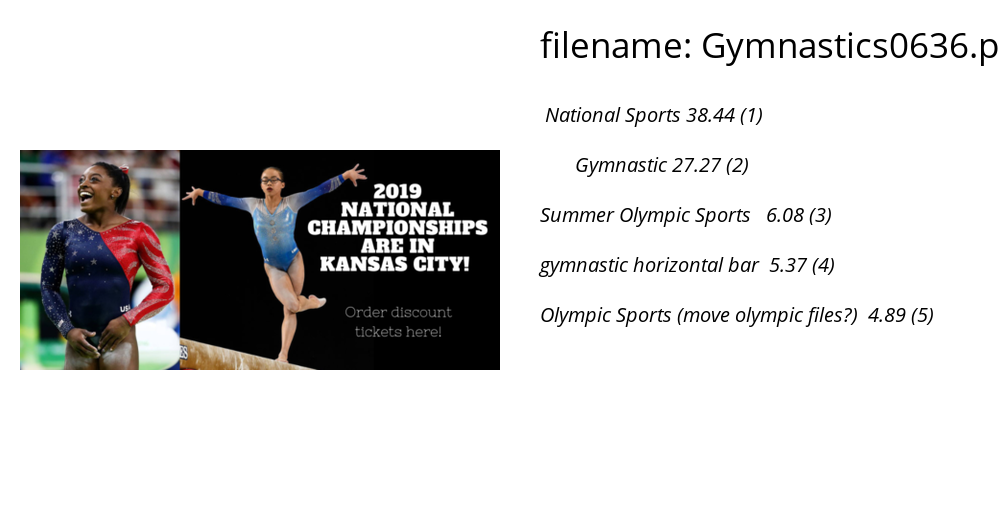 filename: Gymnastics0636.p
National Sports 38.44 (1)
Gymnastic 27.27 (2)
Summer Olympic Sports 6.08 (3)
gymnastic horizontal bar 5.37 (4)
Olympic Sports (move olympic files?) 4.89 (5)
2019
NATIONAL
CHAMPIONSHIPS
ARE IN
KANSAS CITY!
Order discount
tickets here!